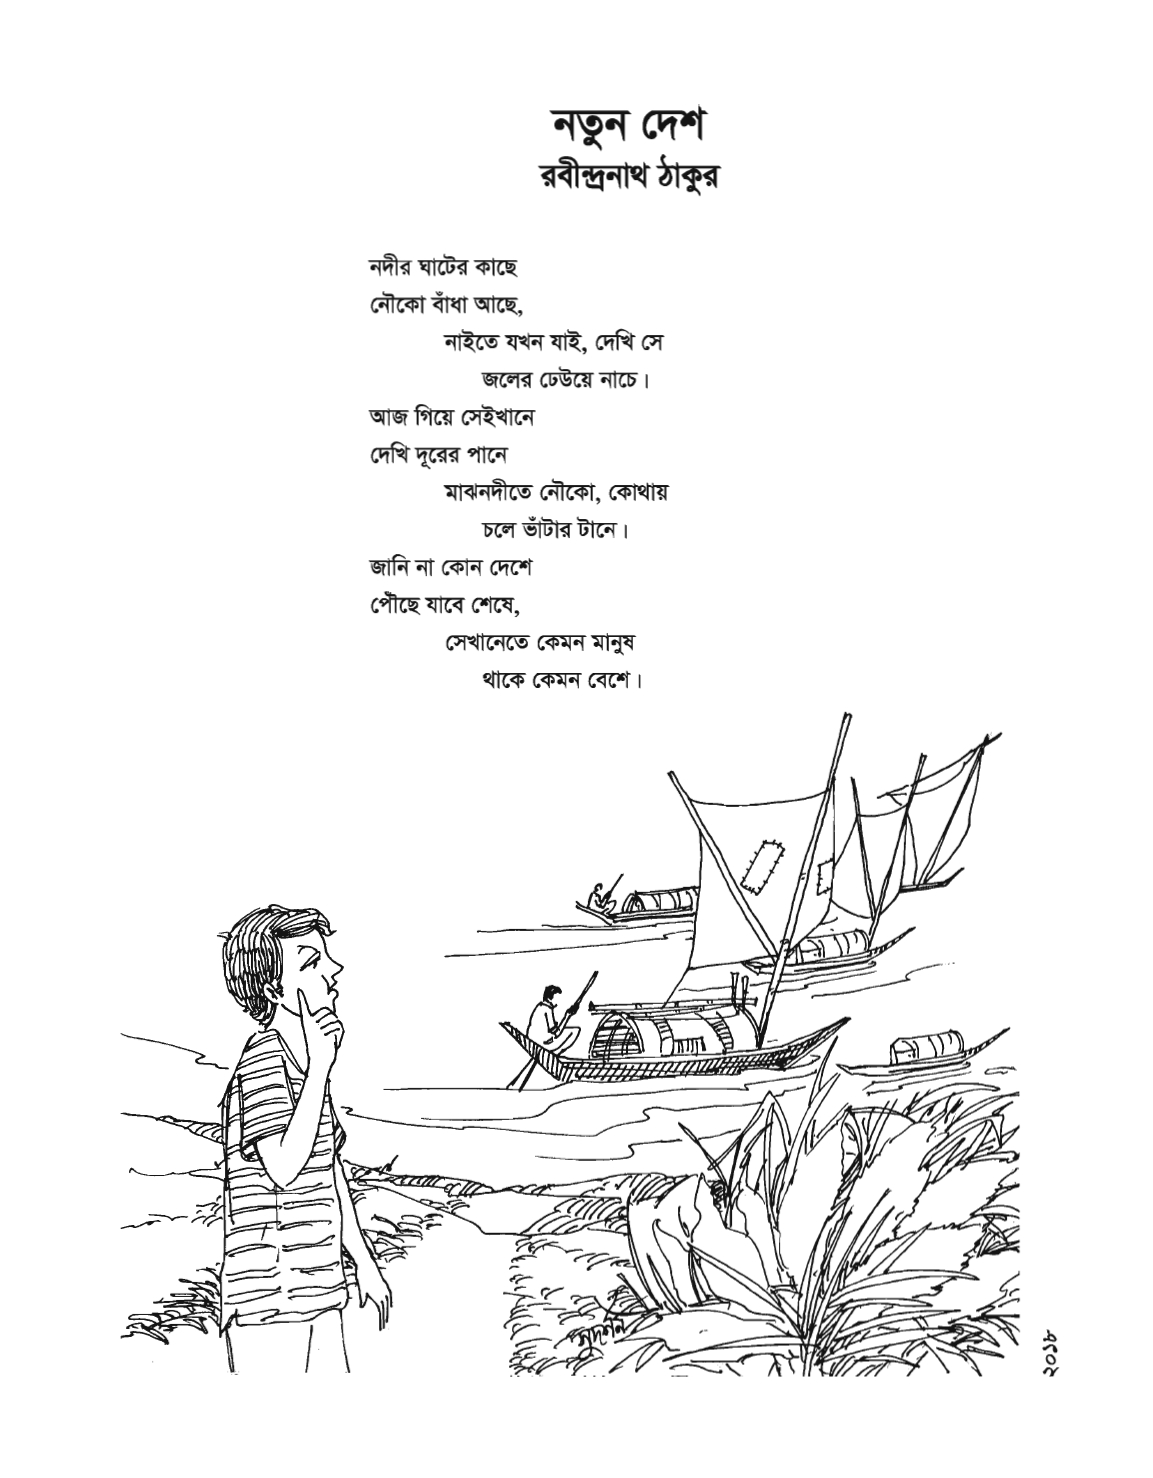 নতুন দেশ
রবীন্দ্রনাথ ঠাকুর
নদীর ঘাটের কাছে
নৌকো বাঁধা আছে,
নাইতে যখন যাই, দেখি সে
জলের ঢেউয়ে নাচে।
আজ গিয়ে সেইখানে
দেখি দূরের পানে
মাঝনদীতে নৌকো, কোথায়
চলে ভাঁটার টানে।
জানি না কোন দেশে
পৌঁছে যাবে শেষে,
সেখানেতে কেমন মানুষ
থাকে কেমন বেশে।
সুদর্শন
২০১৮